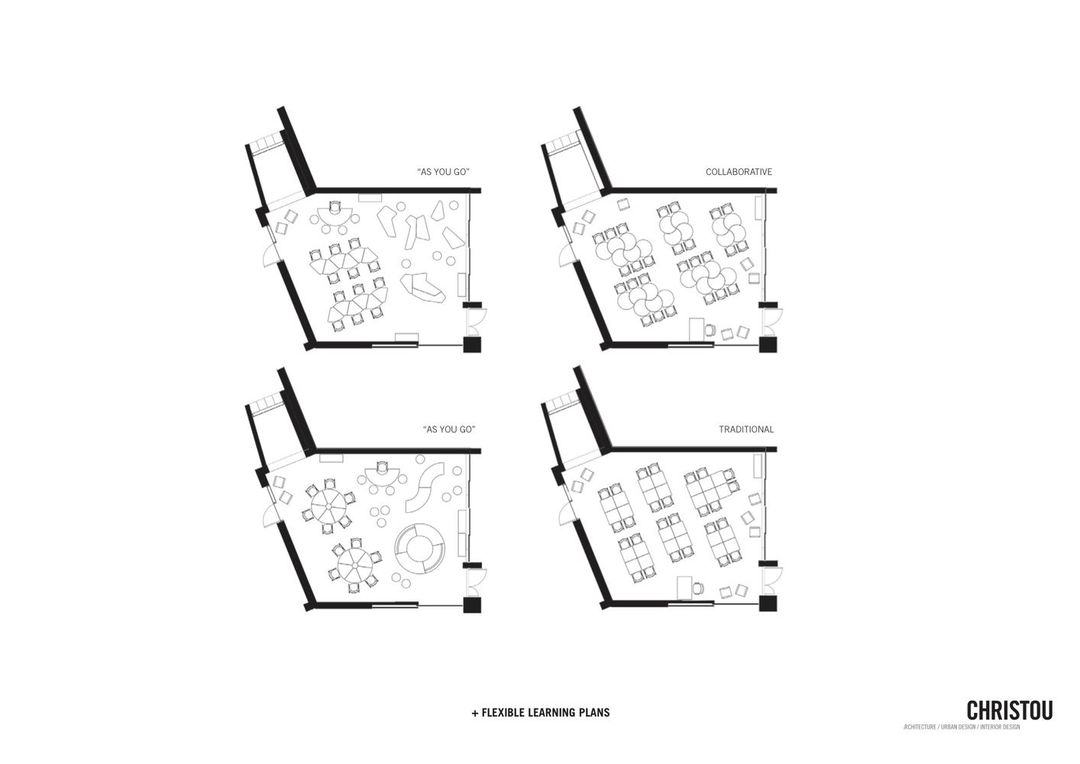 “AS YOU GO”
COLLABORATIVE
“AS YOU GO”
TRADITIONAL
+ FLEXIBLE LEARNING PLANS
CHRISTOU
ARCHITECTURE / URBAN DESIGN / INTERIOR DESIGN